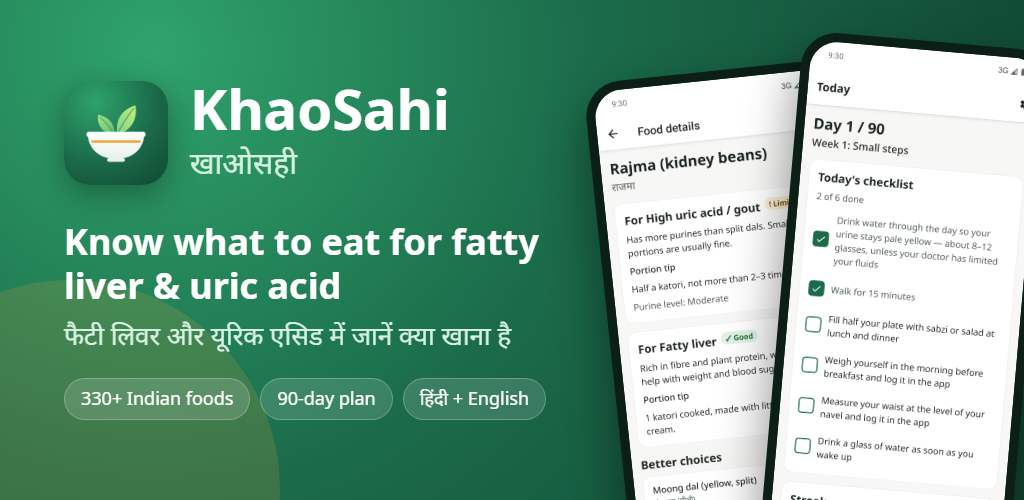 KhaoSahi
खाओसही
Know what to eat for fatty
liver & uric acid
फैटी लिवर और यूरिक एसिड में जानें क्या खाना है
330+ Indian foods
90-day plan
हिंदी + English
9:30
3G
Food details
Rajma (kidney beans)
राजमा
For High uric acid / gout
Has more purines than split dals.
portions are usually fine.
Portion tip
Half a katori, not more than 2–3
Purine level: Moderate
For Fatty liver
✓ Good
Rich in fibre and plant protein,
help with weight and blood
Portion tip
1 katori cooked, made with
cream.
Better choices
Moong dal (yellow, split)
9:30
3G
Today
Day 1 / 90
Week 1: Small steps
Today's checklist
2 of 6 done
Drink water through the day so your
urine stays pale yellow — about 8–12
glasses, unless your doctor has limited
your fluids
Walk for 15 minutes
Fill half your plate with sabzi or salad at
lunch and dinner
Weigh yourself in the morning before
breakfast and log it in the app
Measure your waist at the level of your
navel and log it in the app
Drink a glass of water as soon as you
wake up